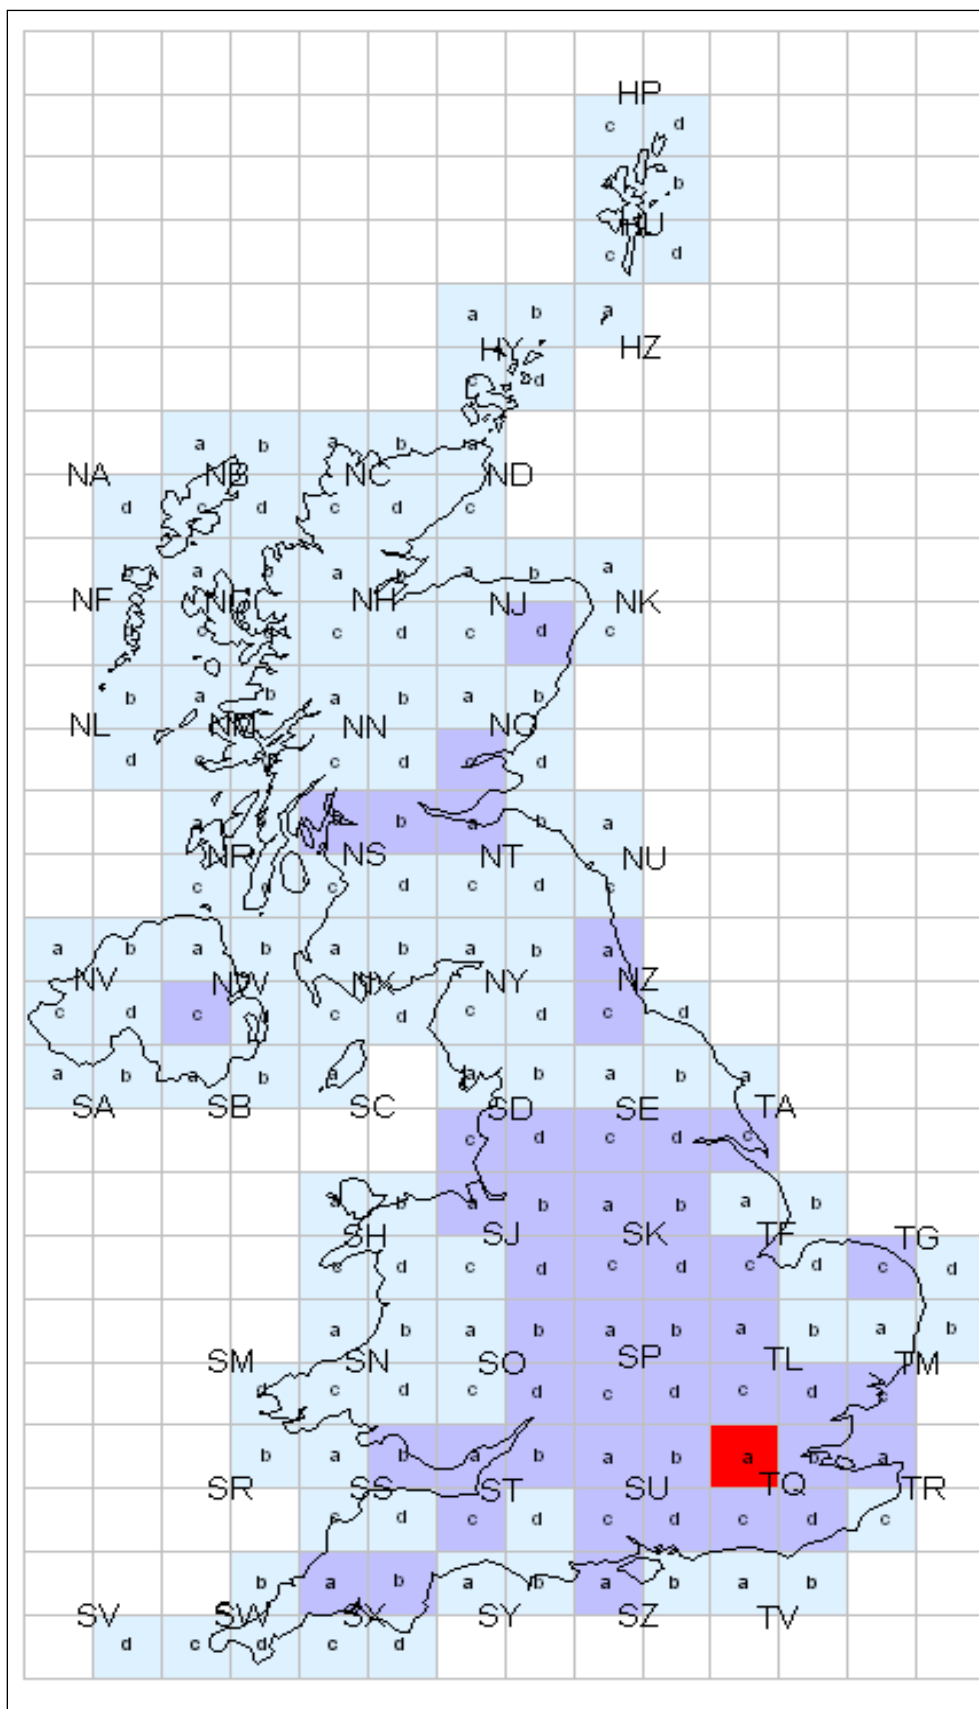 HP
c d
b
HU
c d
a b a
HY HZ
c d
a b a b a
NA NB NC ND
d c d c d c
b a b a b a b a
NF NG NH NJ NK
c c d c d c
b a b a b a b
NL NM NN NO
d c c d c d
a a b a b a
NR NS NT NU
c c c d c d c
a b a b a b a b a
NV NW NX NY NZ
c d c d c d c d c d
a b a b a a b a b a
SA SB SC SD SE TA
c d c d c
a b a b a b a b
SH SJ SK TF TG
c d c d c d c d c d
a b a b a b a b a b
SM SN SO SP TL TM
d c d c d c d c d c
b a b a b a b a b a
SR SS ST SU TQ TR
c d c d c d c d c
b a b a b a b a b
SV SW SX SY SZ TV
d c d c d